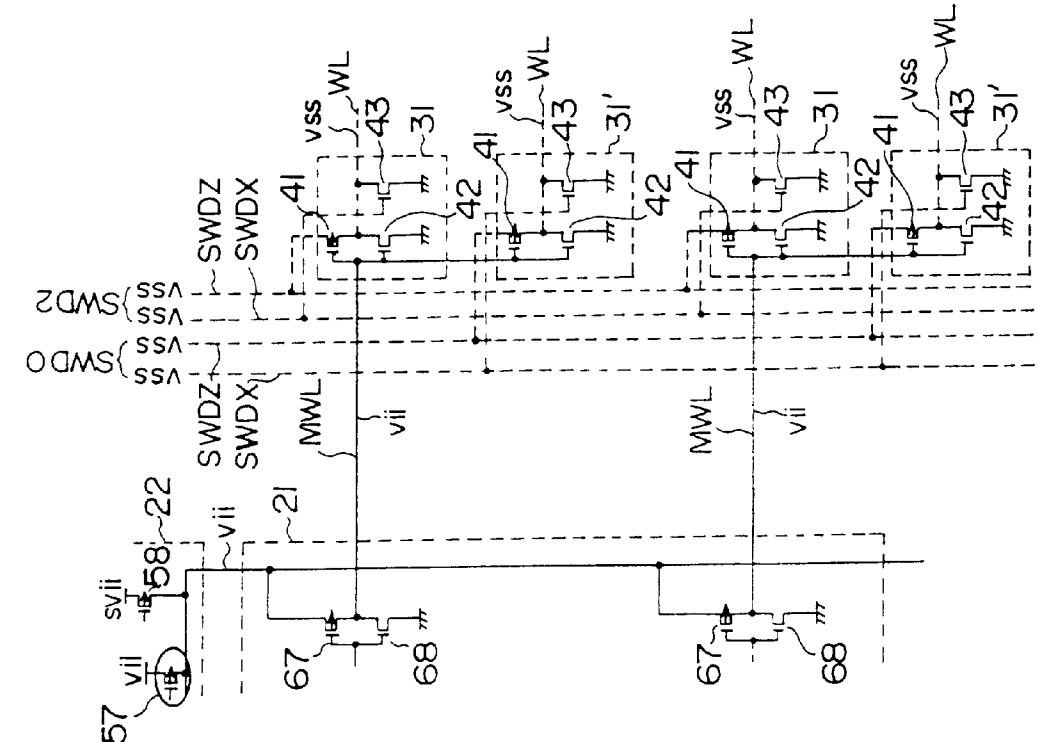 SWD2
VSS
VSS
SWDZ
SWDX
SWD0
VSS
VSS
SWDZ
SWDX
MWL
vii
MWL
vii
22
vii
21
svii
58
vii
57
67
68
67
68
41
vss
WL
43
31
42
41
vss
WL
43
31'
42
41
vss
WL
43
31
42
41
vss
WL
43
31'
42